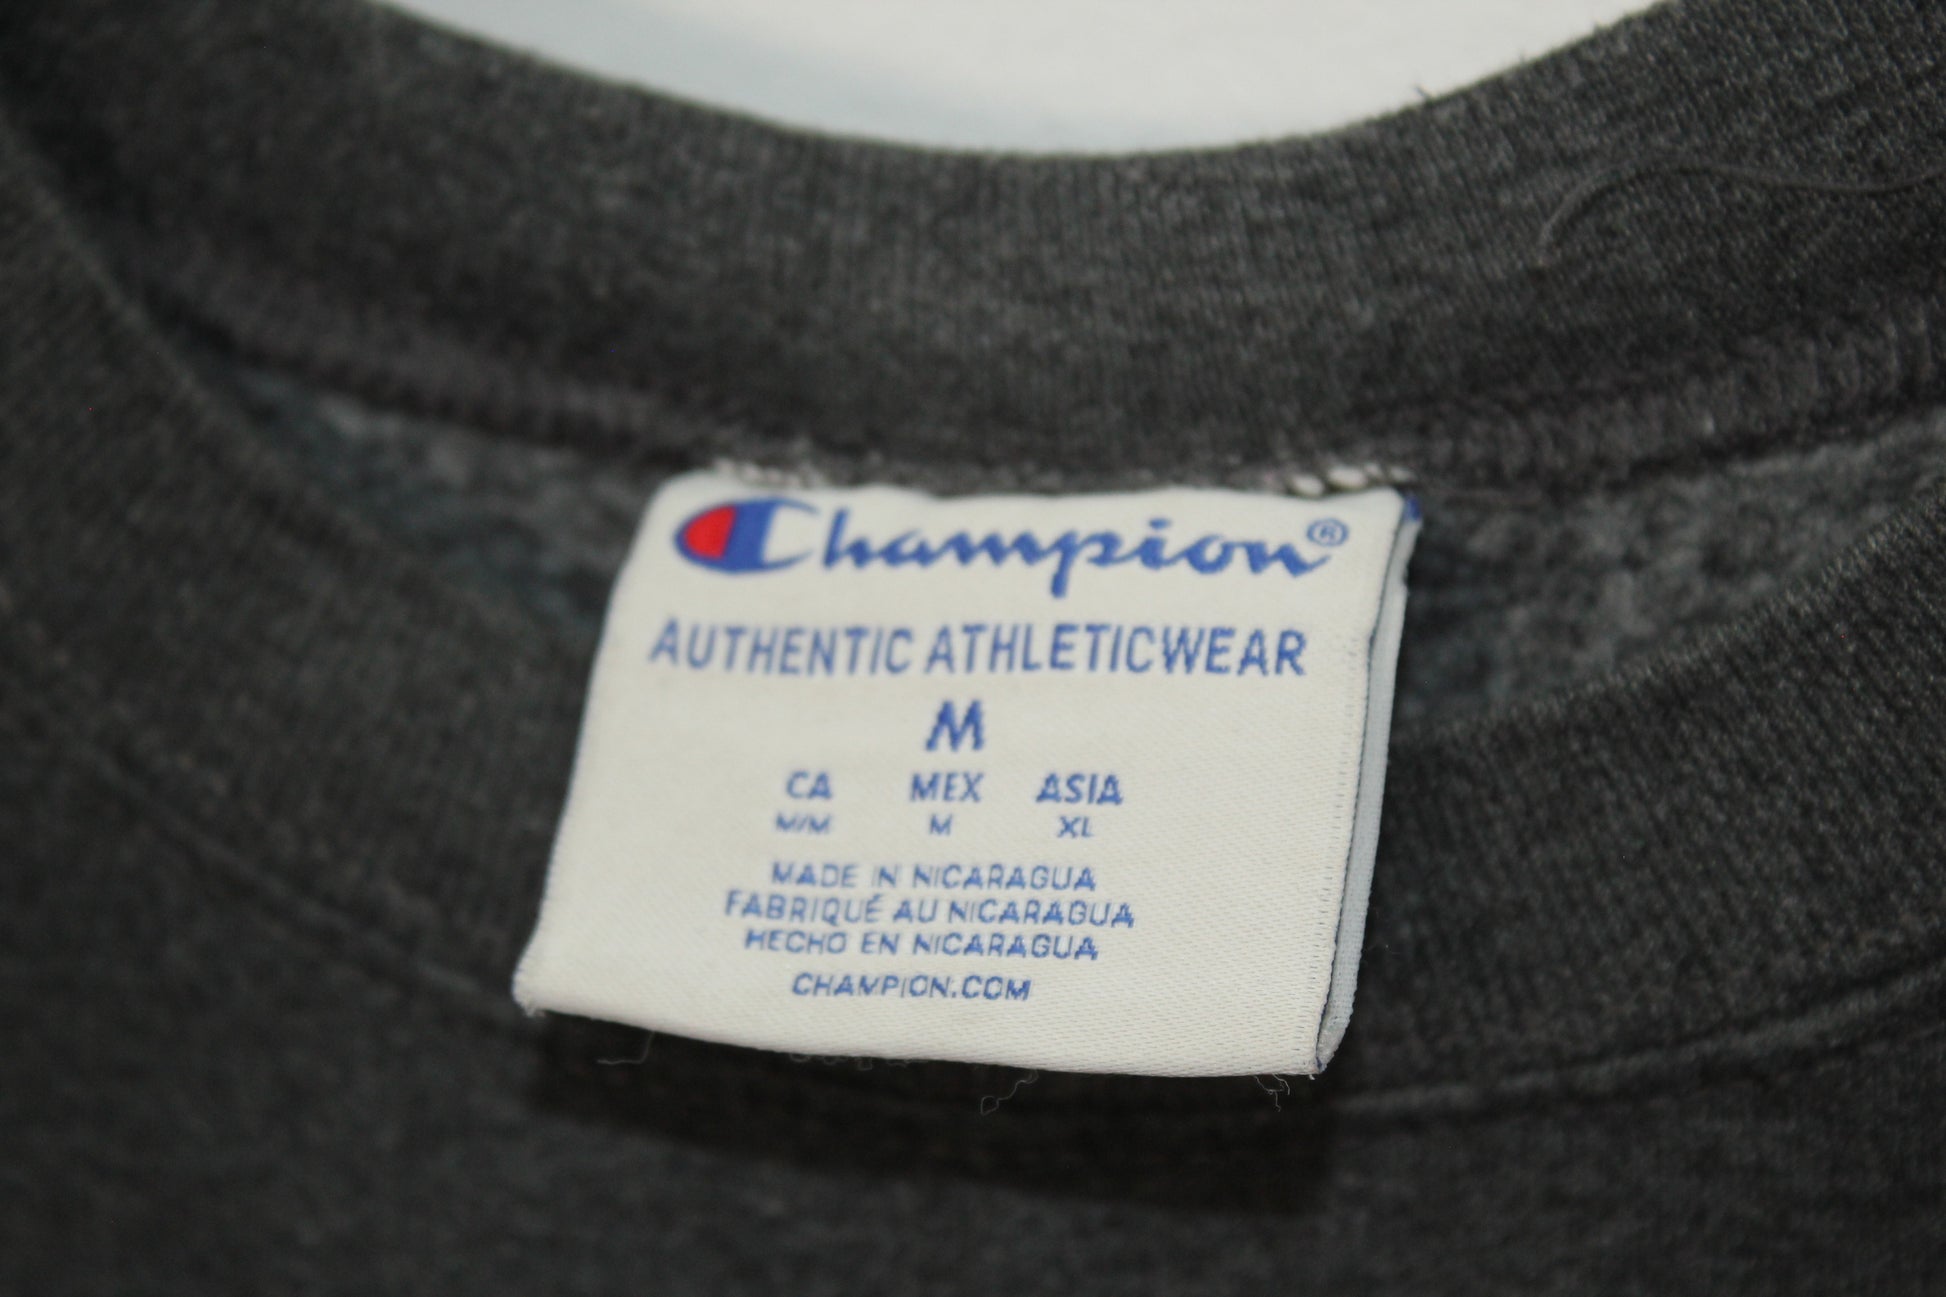 Champion®
AUTHENTIC ATHLETICWEAR
M
CA MEX ASIA
M/M M XL
MADE IN NICARAGUA
FABRIQUÉ AU NICARAGUA
HECHO EN NICARAGUA
CHAMPION.COM